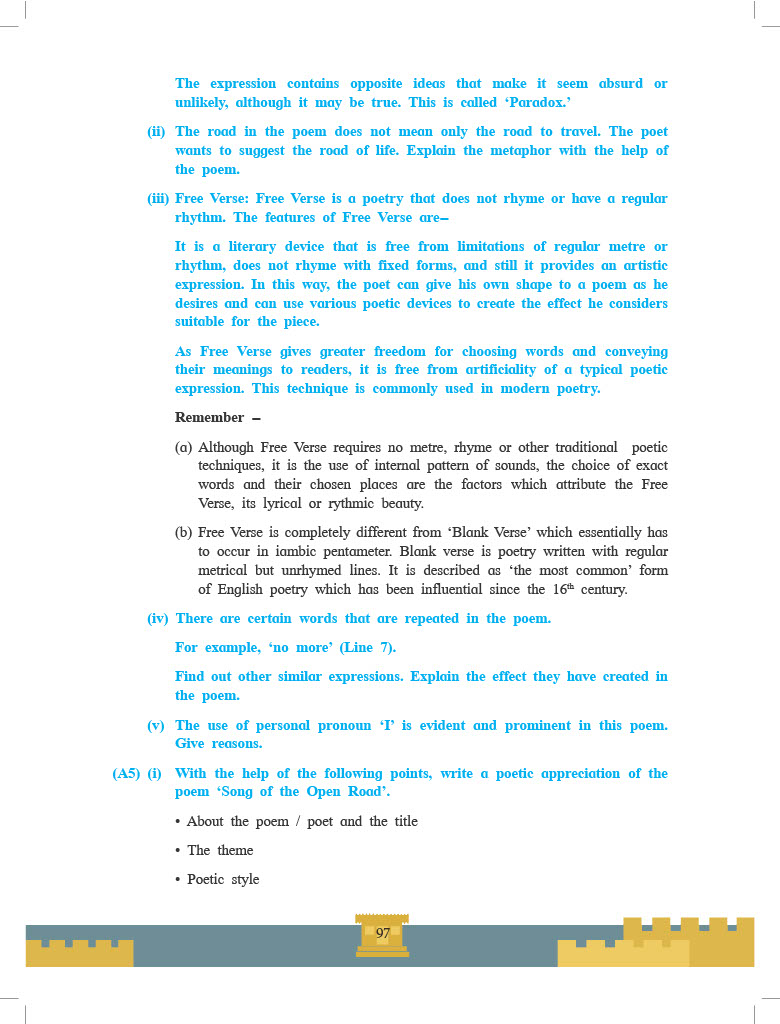 The expression contains opposite ideas that make it seem absurd or
unlikely, although it may be true. This is called ‘Paradox.’
(ii) The road in the poem does not mean only the road to travel. The poet
wants to suggest the road of life. Explain the metaphor with the help of
the poem.
(iii) Free Verse: Free Verse is a poetry that does not rhyme or have a regular
rhythm. The features of Free Verse are–
It is a literary device that is free from limitations of regular metre or
rhythm, does not rhyme with fixed forms, and still it provides an artistic
expression. In this way, the poet can give his own shape to a poem as he
desires and can use various poetic devices to create the effect he considers
suitable for the piece.
As Free Verse gives greater freedom for choosing words and conveying
their meanings to readers, it is free from artificiality of a typical poetic
expression. This technique is commonly used in modern poetry.
Remember –
(a) Although Free Verse requires no metre, rhyme or other traditional poetic
techniques, it is the use of internal pattern of sounds, the choice of exact
words and their chosen places are the factors which attribute the Free
Verse, its lyrical or rythmic beauty.
(b) Free Verse is completely different from ‘Blank Verse’ which essentially has
to occur in iambic pentameter. Blank verse is poetry written with regular
metrical but unrhymed lines. It is described as ‘the most common’ form
of English poetry which has been influential since the 16th century.
(iv) There are certain words that are repeated in the poem.
For example, ‘no more’ (Line 7).
Find out other similar expressions. Explain the effect they have created in
the poem.
(v) The use of personal pronoun ‘I’ is evident and prominent in this poem.
Give reasons.
(A5) (i) With the help of the following points, write a poetic appreciation of the
poem ‘Song of the Open Road’.
• About the poem / poet and the title
• The theme
• Poetic style
97